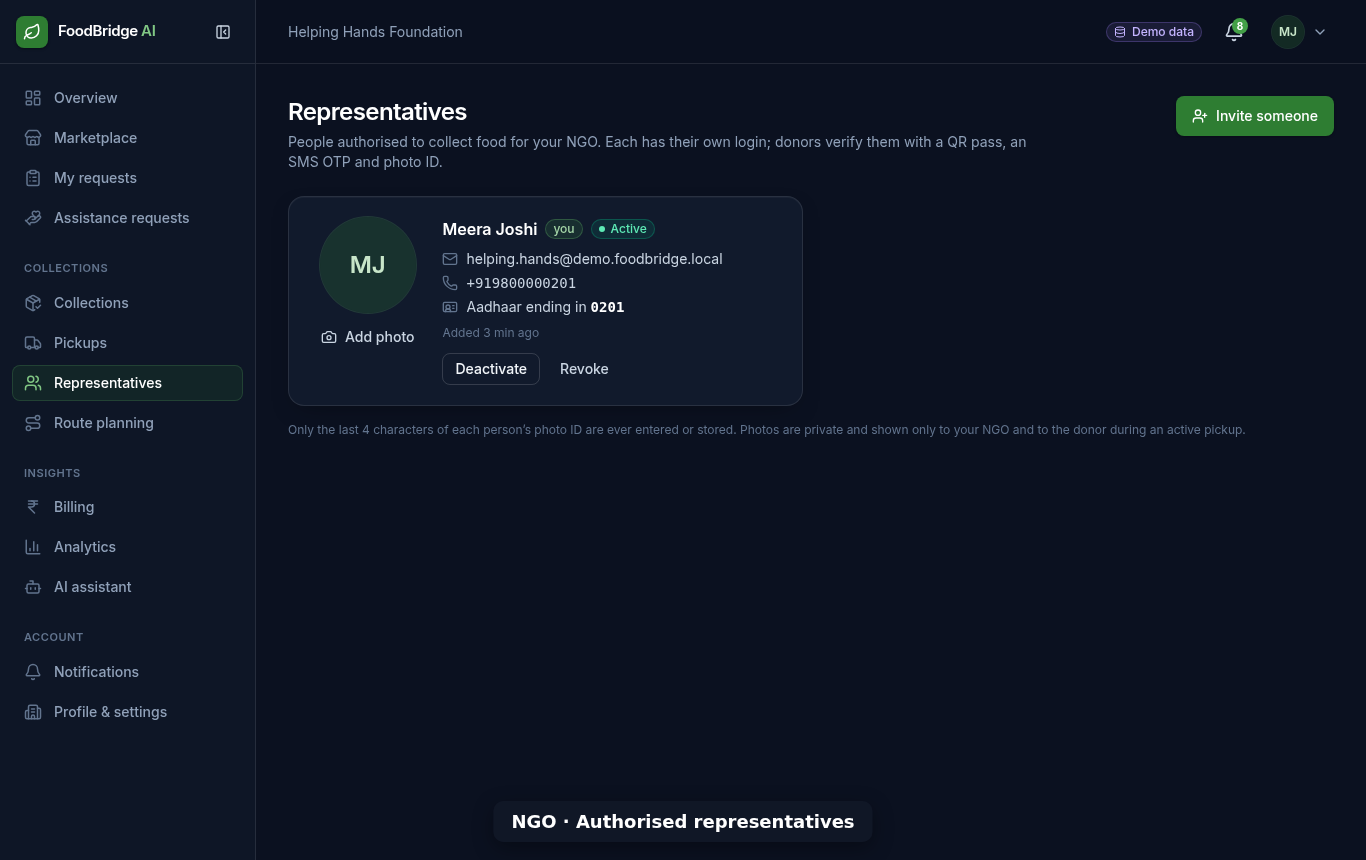 FoodBridge AI
Helping Hands Foundation
Demo data
8
MJ
Overview
Marketplace
My requests
Assistance requests
COLLECTIONS
Collections
Pickups
Representatives
Route planning
INSIGHTS
Billing
Analytics
AI assistant
ACCOUNT
Notifications
Profile & settings
Representatives
People authorised to collect food for your NGO. Each has their own login; donors verify them with a QR pass, an
SMS OTP and photo ID.
Invite someone
MJ
Add photo
Meera Joshi you Active
helping.hands@demo.foodbridge.local
+919800000201
Aadhaar ending in 0201
Added 3 min ago
Deactivate Revoke
Only the last 4 characters of each person’s photo ID are ever entered or stored. Photos are private and shown only to your NGO and to the donor during an active pickup.
NGO · Authorised representatives